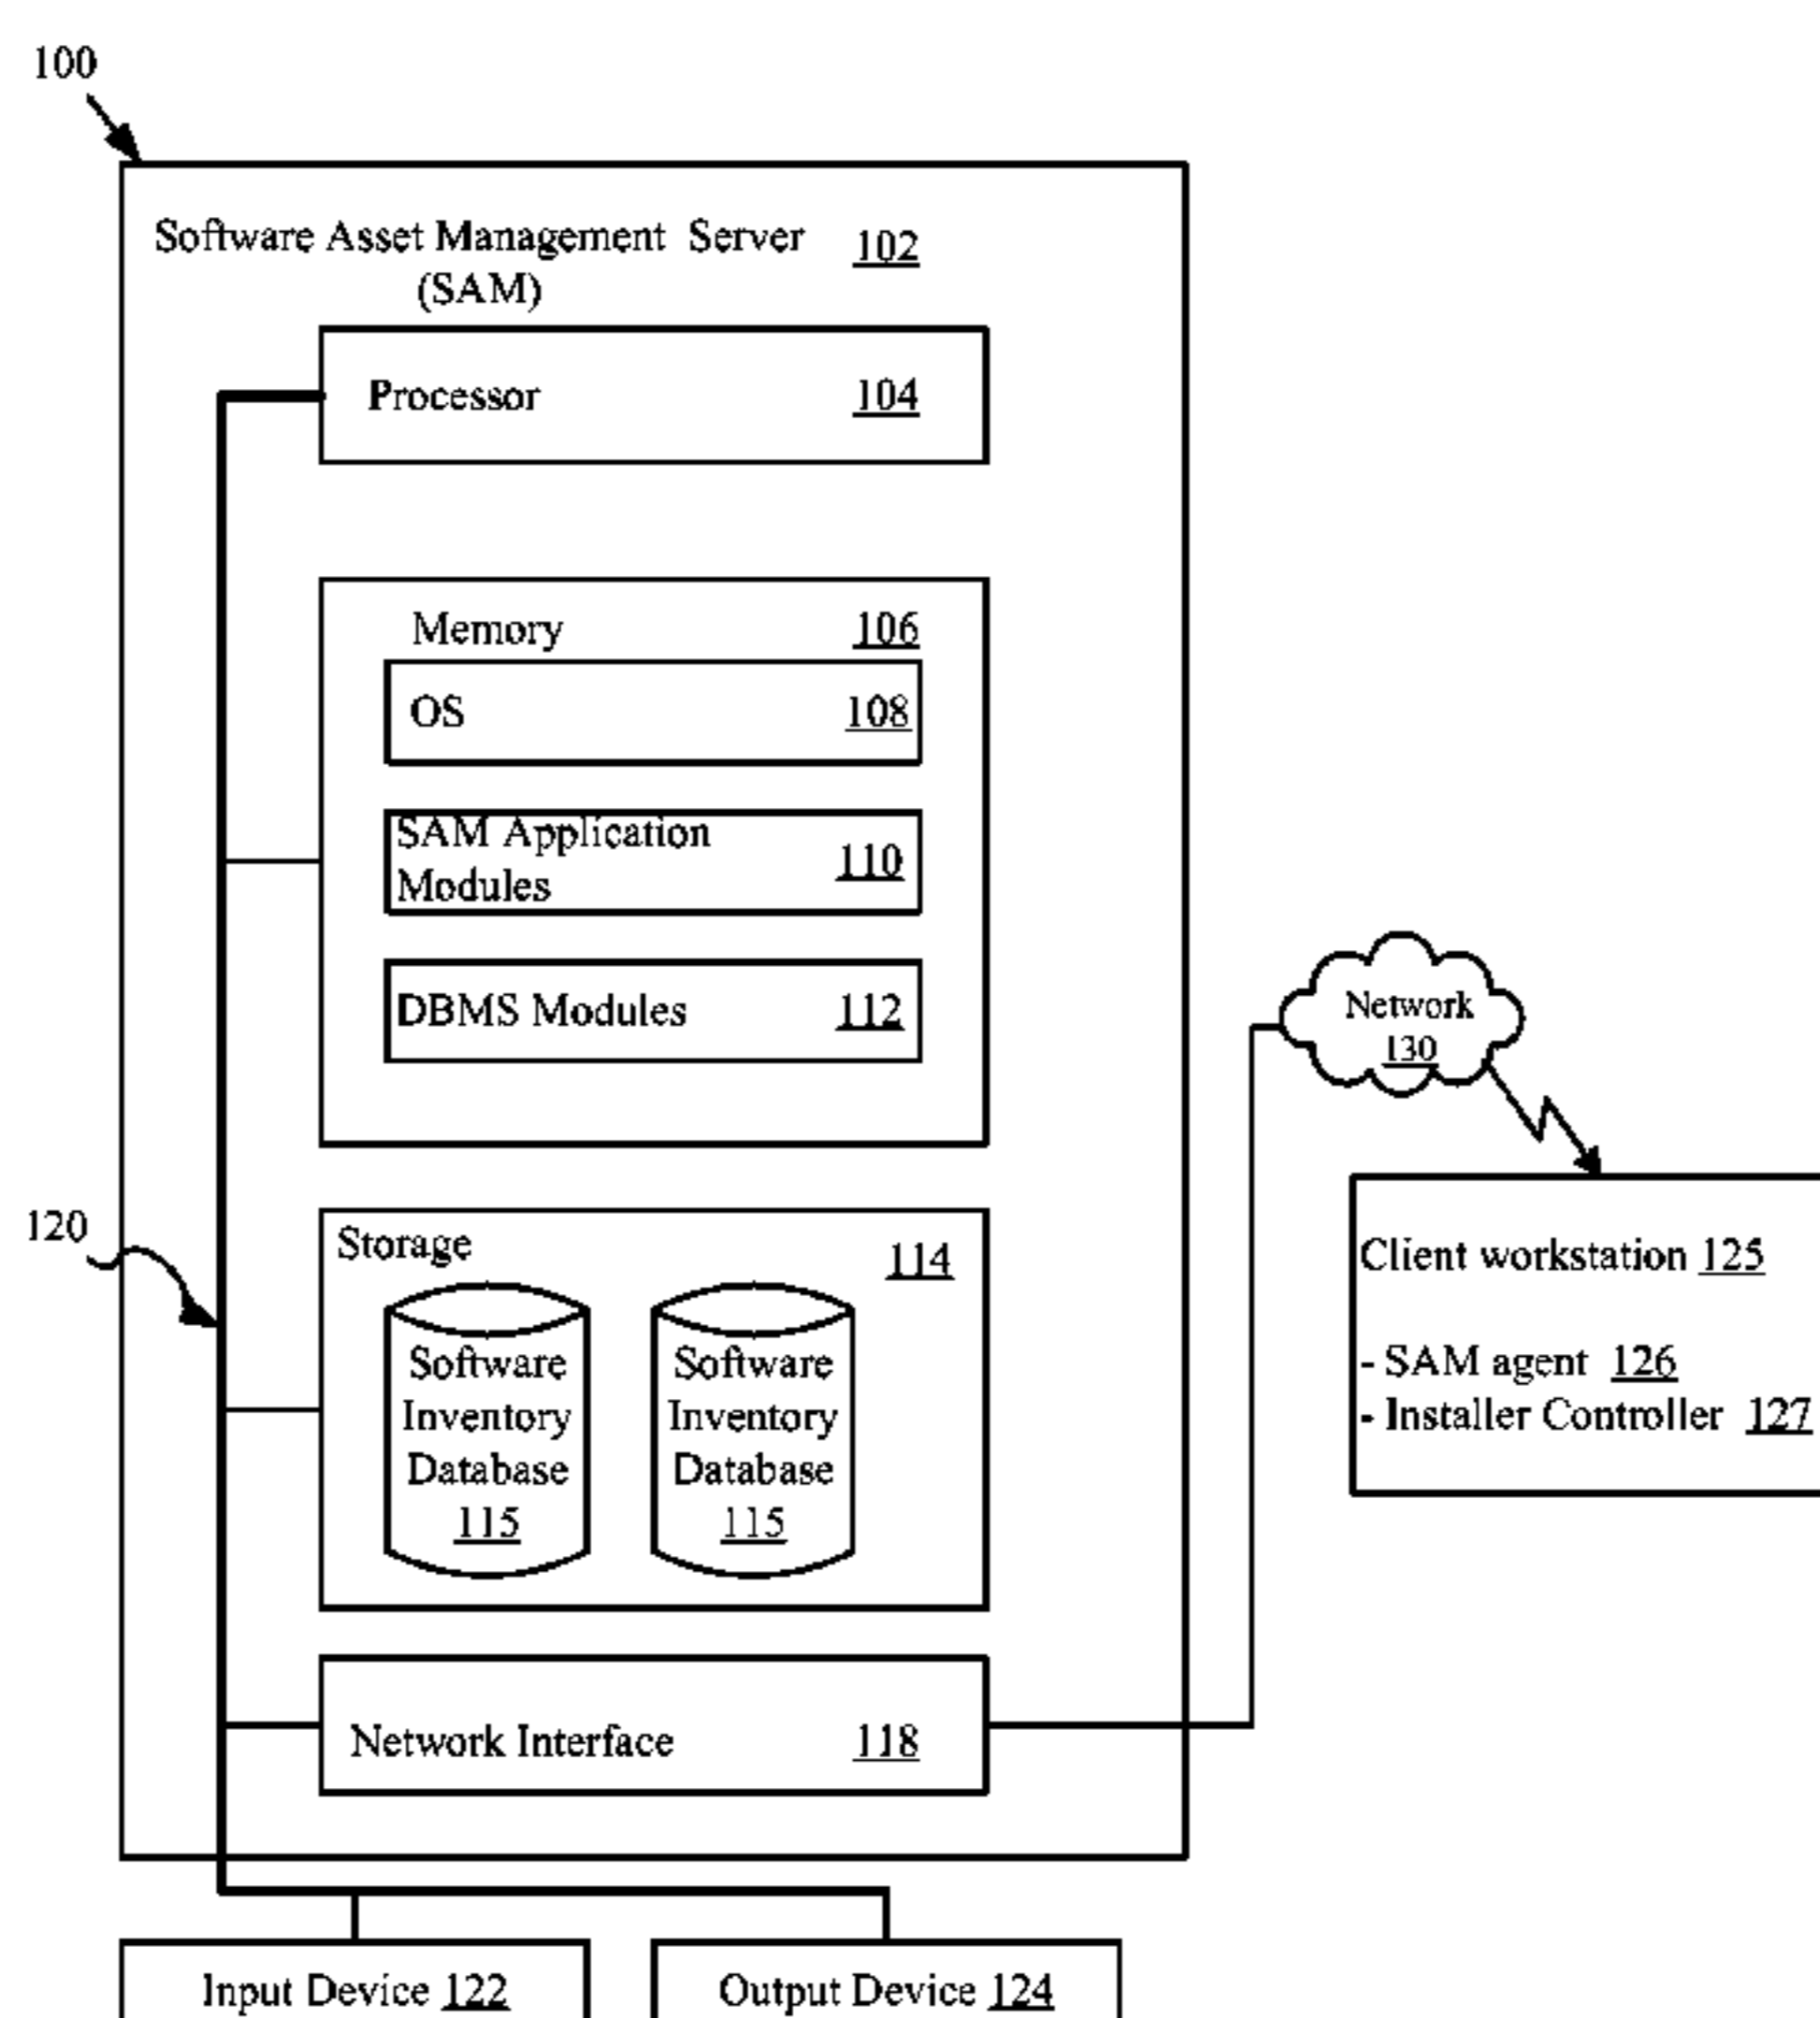 100
Software Asset Management Server 102
(SAM)
Processor 104
Memory 106
OS 108
SAM Application
Modules 110
DBMS Modules 112
Network
130
120
Storage 114
Software
Inventory
Database
115
Software
Inventory
Database
115
Client workstation 125
- SAM agent 126
- Installer Controller 127
Network Interface 118
Input Device 122
Output Device 124